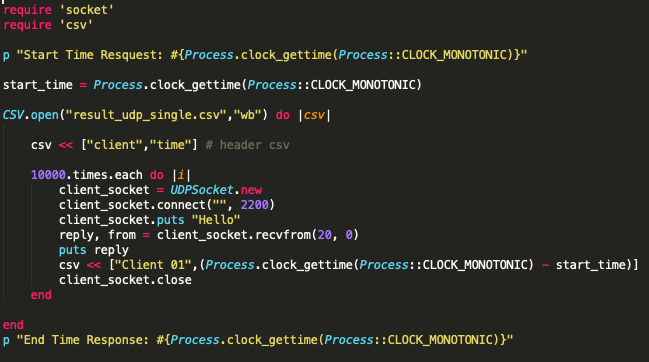 require 'socket'
require 'csv'
p "Start Time Resquest: #{Process.clock_gettime(Process::CLOCK_MONOTONIC)}"
start_time = Process.clock_gettime(Process::CLOCK_MONOTONIC)
CSV.open("result_udp_single.csv","wb") do |csv|
csv << ["client","time"] # header csv
10000.times.each do |i|
client_socket = UDPSocket.new
client_socket.connect("", 2200)
client_socket.puts "Hello"
reply, from = client_socket.recvfrom(20, 0)
puts reply
csv << ["Client 01",(Process.clock_gettime(Process::CLOCK_MONOTONIC) - start_time)]
client_socket.close
end
end
p "End Time Response: #{Process.clock_gettime(Process::CLOCK_MONOTONIC)}"